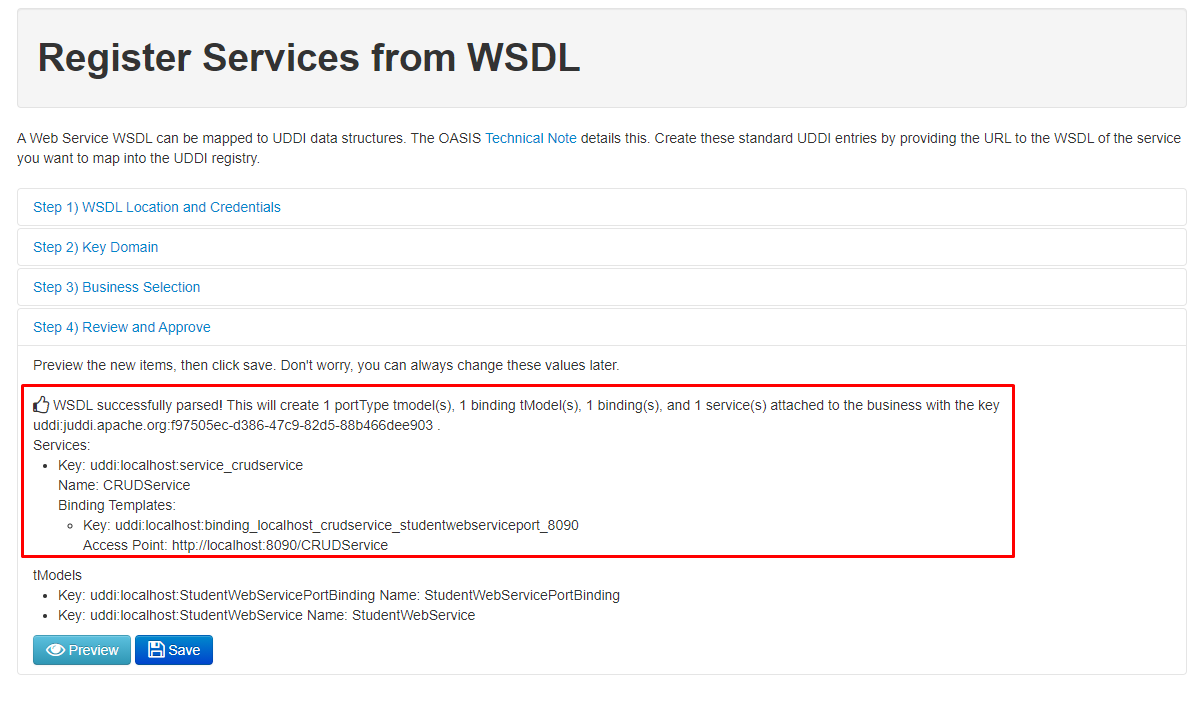 Register Services from WSDL
A Web Service WSDL can be mapped to UDDI data structures. The OASIS Technical Note details this. Create these standard UDDI entries by providing the URL to the WSDL of the service
you want to map into the UDDI registry.
Step 1) WSDL Location and Credentials
Step 2) Key Domain
Step 3) Business Selection
Step 4) Review and Approve
Preview the new items, then click save. Don't worry, you can always change these values later.
WSDL successfully parsed! This will create 1 portType tmodel(s), 1 binding tModel(s), 1 binding(s), and 1 service(s) attached to the business with the key
uddi:juddi.apache.org:f97505ec-d386-47c9-82d5-88b466dee903 .
Services:
• Key: uddi:localhost:service_crudservice
Name: CRUDService
Binding Templates:
◦ Key: uddi:localhost:binding_localhost_crudservice_studentwebserviceport_8090
Access Point: http://localhost:8090/CRUDService
tModels
• Key: uddi:localhost:StudentWebServicePortBinding Name: StudentWebServicePortBinding
• Key: uddi:localhost:StudentWebService Name: StudentWebService
Preview Save